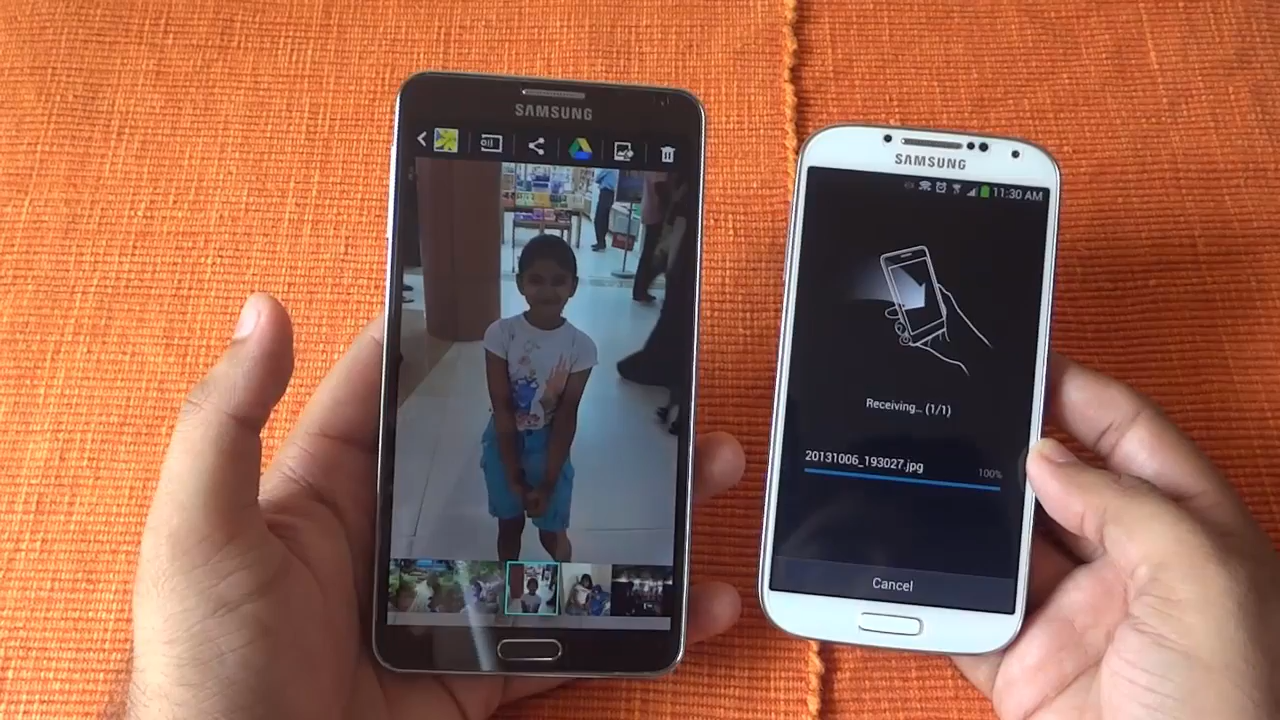 SAMSUNG
SAMSUNG
11:30 AM
Receiving... (1/1)
20131006_193027.jpg
100%
Cancel